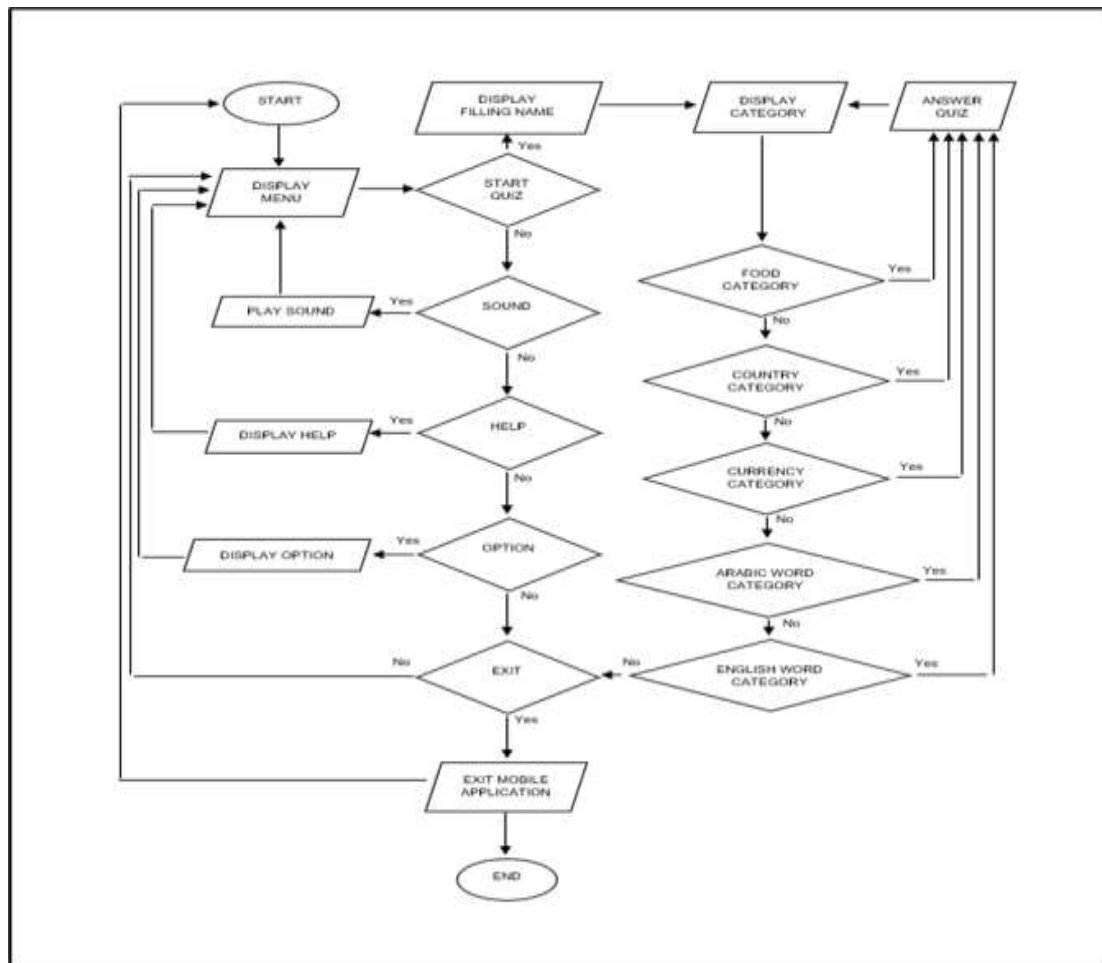 START
DISPLAY
FILLING NAME
DISPLAY
CATEGORY
ANSWER
QUIZ
Yes
DISPLAY
MENU
START
QUIZ
No
FOOD
CATEGORY
Yes
No
PLAY SOUND
Yes
SOUND
No
COUNTRY
CATEGORY
Yes
No
DISPLAY HELP
Yes
HELP
No
CURRENCY
CATEGORY
Yes
No
DISPLAY OPTION
Yes
OPTION
No
ARABIC WORD
CATEGORY
Yes
No
No
EXIT
No
ENGLISH WORD
CATEGORY
Yes
Yes
EXIT MOBILE
APPLICATION
END